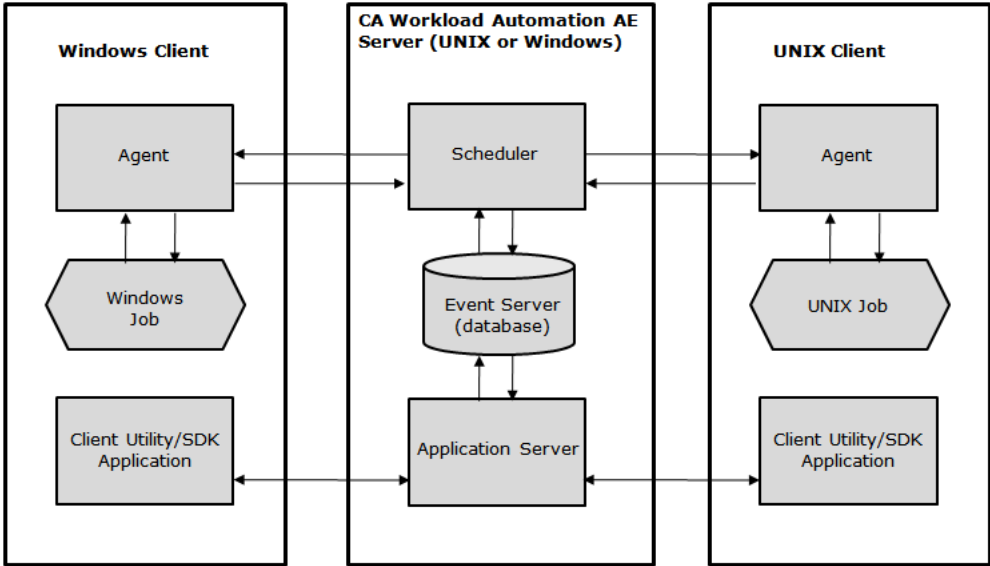 Windows Client
CA Workload Automation AE
Server (UNIX or Windows)
UNIX Client
Agent
Scheduler
Agent
Windows
Job
Event Server
(database)
UNIX Job
Client Utility/SDK
Application
Application Server
Client Utility/SDK
Application